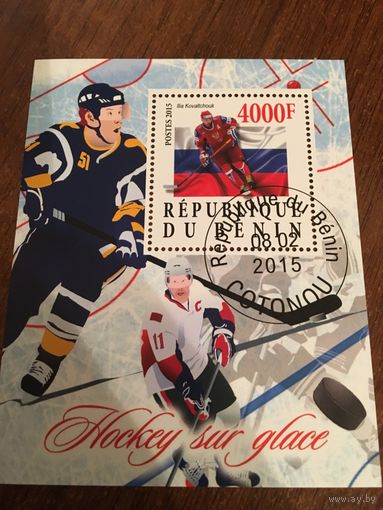 Ilia Kovaltchouk
4000F
POSTES 2015
RÉPUBLIQUE
DU BÉNIN
République du Bénin
08.02
2015
COTONOU
51
C
11
Hockey sur glace
www.ay.by